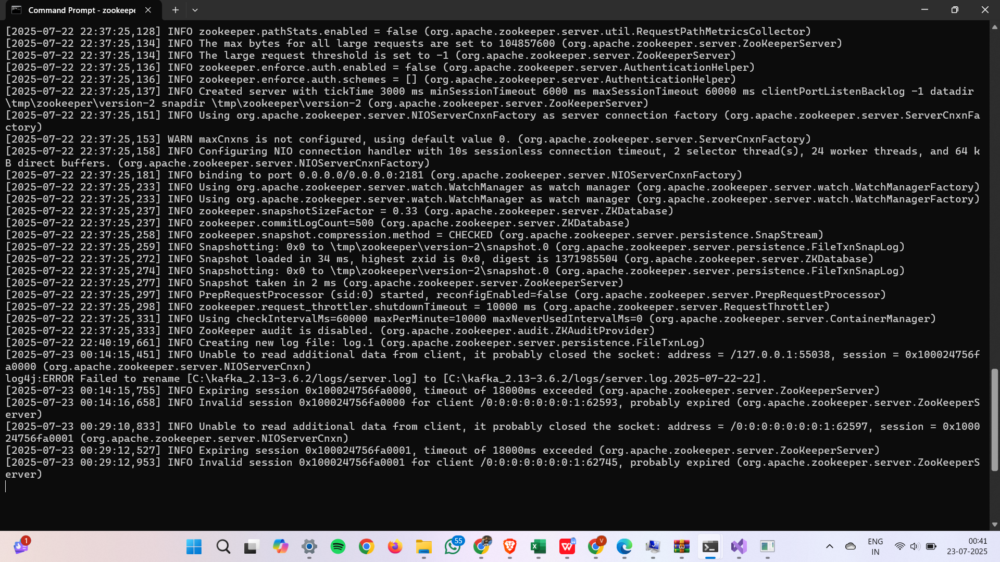 Command Prompt - zookeepe
[2025-07-22 22:37:25,128] INFO zookeeper.pathStats.enabled = false (org.apache.zookeeper.server.util.RequestPathMetricsCollector)
[2025-07-22 22:37:25,134] INFO The max bytes for all large requests are set to 104857600 (org.apache.zookeeper.server.ZooKeeperServer)
[2025-07-22 22:37:25,134] INFO The large request threshold is set to -1 (org.apache.zookeeper.server.ZooKeeperServer)
[2025-07-22 22:37:25,136] INFO zookeeper.enforce.auth.enabled = false (org.apache.zookeeper.server.AuthenticationHelper)
[2025-07-22 22:37:25,136] INFO zookeeper.enforce.auth.schemes = [] (org.apache.zookeeper.server.AuthenticationHelper)
[2025-07-22 22:37:25,137] INFO Created server with tickTime 3000 ms minSessionTimeout 6000 ms maxSessionTimeout 60000 ms clientPortListenBacklog -1 datadir
\tmp\zookeeper\version-2 snapdir \tmp\zookeeper\version-2 (org.apache.zookeeper.server.ZooKeeperServer)
[2025-07-22 22:37:25,151] INFO Using org.apache.zookeeper.server.NIOServerCnxnFactory as server connection factory (org.apache.zookeeper.server.ServerCnxnFa
ctory)
[2025-07-22 22:37:25,153] WARN maxCnxns is not configured, using default value 0. (org.apache.zookeeper.server.ServerCnxnFactory)
[2025-07-22 22:37:25,158] INFO Configuring NIO connection handler with 10s sessionless connection timeout, 2 selector thread(s), 24 worker threads, and 64 k
B direct buffers. (org.apache.zookeeper.server.NIOServerCnxnFactory)
[2025-07-22 22:37:25,181] INFO binding to port 0.0.0.0/0.0.0.0:2181 (org.apache.zookeeper.server.NIOServerCnxnFactory)
[2025-07-22 22:37:25,233] INFO Using org.apache.zookeeper.server.watch.WatchManager as watch manager (org.apache.zookeeper.server.watch.WatchManagerFactory)
[2025-07-22 22:37:25,233] INFO Using org.apache.zookeeper.server.watch.WatchManager as watch manager (org.apache.zookeeper.server.watch.WatchManagerFactory)
[2025-07-22 22:37:25,237] INFO zookeeper.snapshotSizeFactor = 0.33 (org.apache.zookeeper.server.ZKDatabase)
[2025-07-22 22:37:25,237] INFO zookeeper.commitLogCount=500 (org.apache.zookeeper.server.ZKDatabase)
[2025-07-22 22:37:25,258] INFO zookeeper.snapshot.compression.method = CHECKED (org.apache.zookeeper.server.persistence.SnapStream)
[2025-07-22 22:37:25,259] INFO Snapshotting: 0x0 to \tmp\zookeeper\version-2\snapshot.0 (org.apache.zookeeper.server.persistence.FileTxnSnapLog)
[2025-07-22 22:37:25,272] INFO Snapshot loaded in 34 ms, highest zxid is 0x0, digest is 1371985504 (org.apache.zookeeper.server.ZKDatabase)
[2025-07-22 22:37:25,274] INFO Snapshotting: 0x0 to \tmp\zookeeper\version-2\snapshot.0 (org.apache.zookeeper.server.persistence.FileTxnSnapLog)
[2025-07-22 22:37:25,277] INFO Snapshot taken in 2 ms (org.apache.zookeeper.server.ZooKeeperServer)
[2025-07-22 22:37:25,297] INFO PrepRequestProcessor (sid:0) started, reconfigEnabled=false (org.apache.zookeeper.server.PrepRequestProcessor)
[2025-07-22 22:37:25,298] INFO zookeeper.request_throttler.shutdownTimeout = 10000 ms (org.apache.zookeeper.server.RequestThrottler)
[2025-07-22 22:37:25,331] INFO Using checkIntervalMs=60000 maxPerMinute=10000 maxNeverUsedIntervalMs=0 (org.apache.zookeeper.server.ContainerManager)
[2025-07-22 22:37:25,333] INFO ZooKeeper audit is disabled. (org.apache.zookeeper.audit.ZKAuditProvider)
[2025-07-22 22:40:19,661] INFO Creating new log file: log.1 (org.apache.zookeeper.server.persistence.FileTxnLog)
[2025-07-23 00:14:15,451] INFO Unable to read additional data from client, it probably closed the socket: address = /127.0.0.1:55038, session = 0x100024756f
a0000 (org.apache.zookeeper.server.NIOServerCnxn)
log4j:ERROR Failed to rename [C:\kafka_2.13-3.6.2/logs/server.log] to [C:\kafka_2.13-3.6.2/logs/server.log.2025-07-22-22].
[2025-07-23 00:14:15,755] INFO Expiring session 0x100024756fa0000, timeout of 18000ms exceeded (org.apache.zookeeper.server.ZooKeeperServer)
[2025-07-23 00:14:16,658] INFO Invalid session 0x100024756fa0000 for client /0:0:0:0:0:0:0:1:62593, probably expired (org.apache.zookeeper.server.ZooKeeperS
erver)
[2025-07-23 00:29:10,833] INFO Unable to read additional data from client, it probably closed the socket: address = /0:0:0:0:0:0:0:1:62597, session = 0x1000
24756fa0001 (org.apache.zookeeper.server.NIOServerCnxn)
[2025-07-23 00:29:12,527] INFO Expiring session 0x100024756fa0001, timeout of 18000ms exceeded (org.apache.zookeeper.server.ZooKeeperServer)
[2025-07-23 00:29:12,953] INFO Invalid session 0x100024756fa0001 for client /0:0:0:0:0:0:0:1:62745, probably expired (org.apache.zookeeper.server.ZooKeeperS
erver)
1
55
V
ENG
IN
00:41
23-07-2025